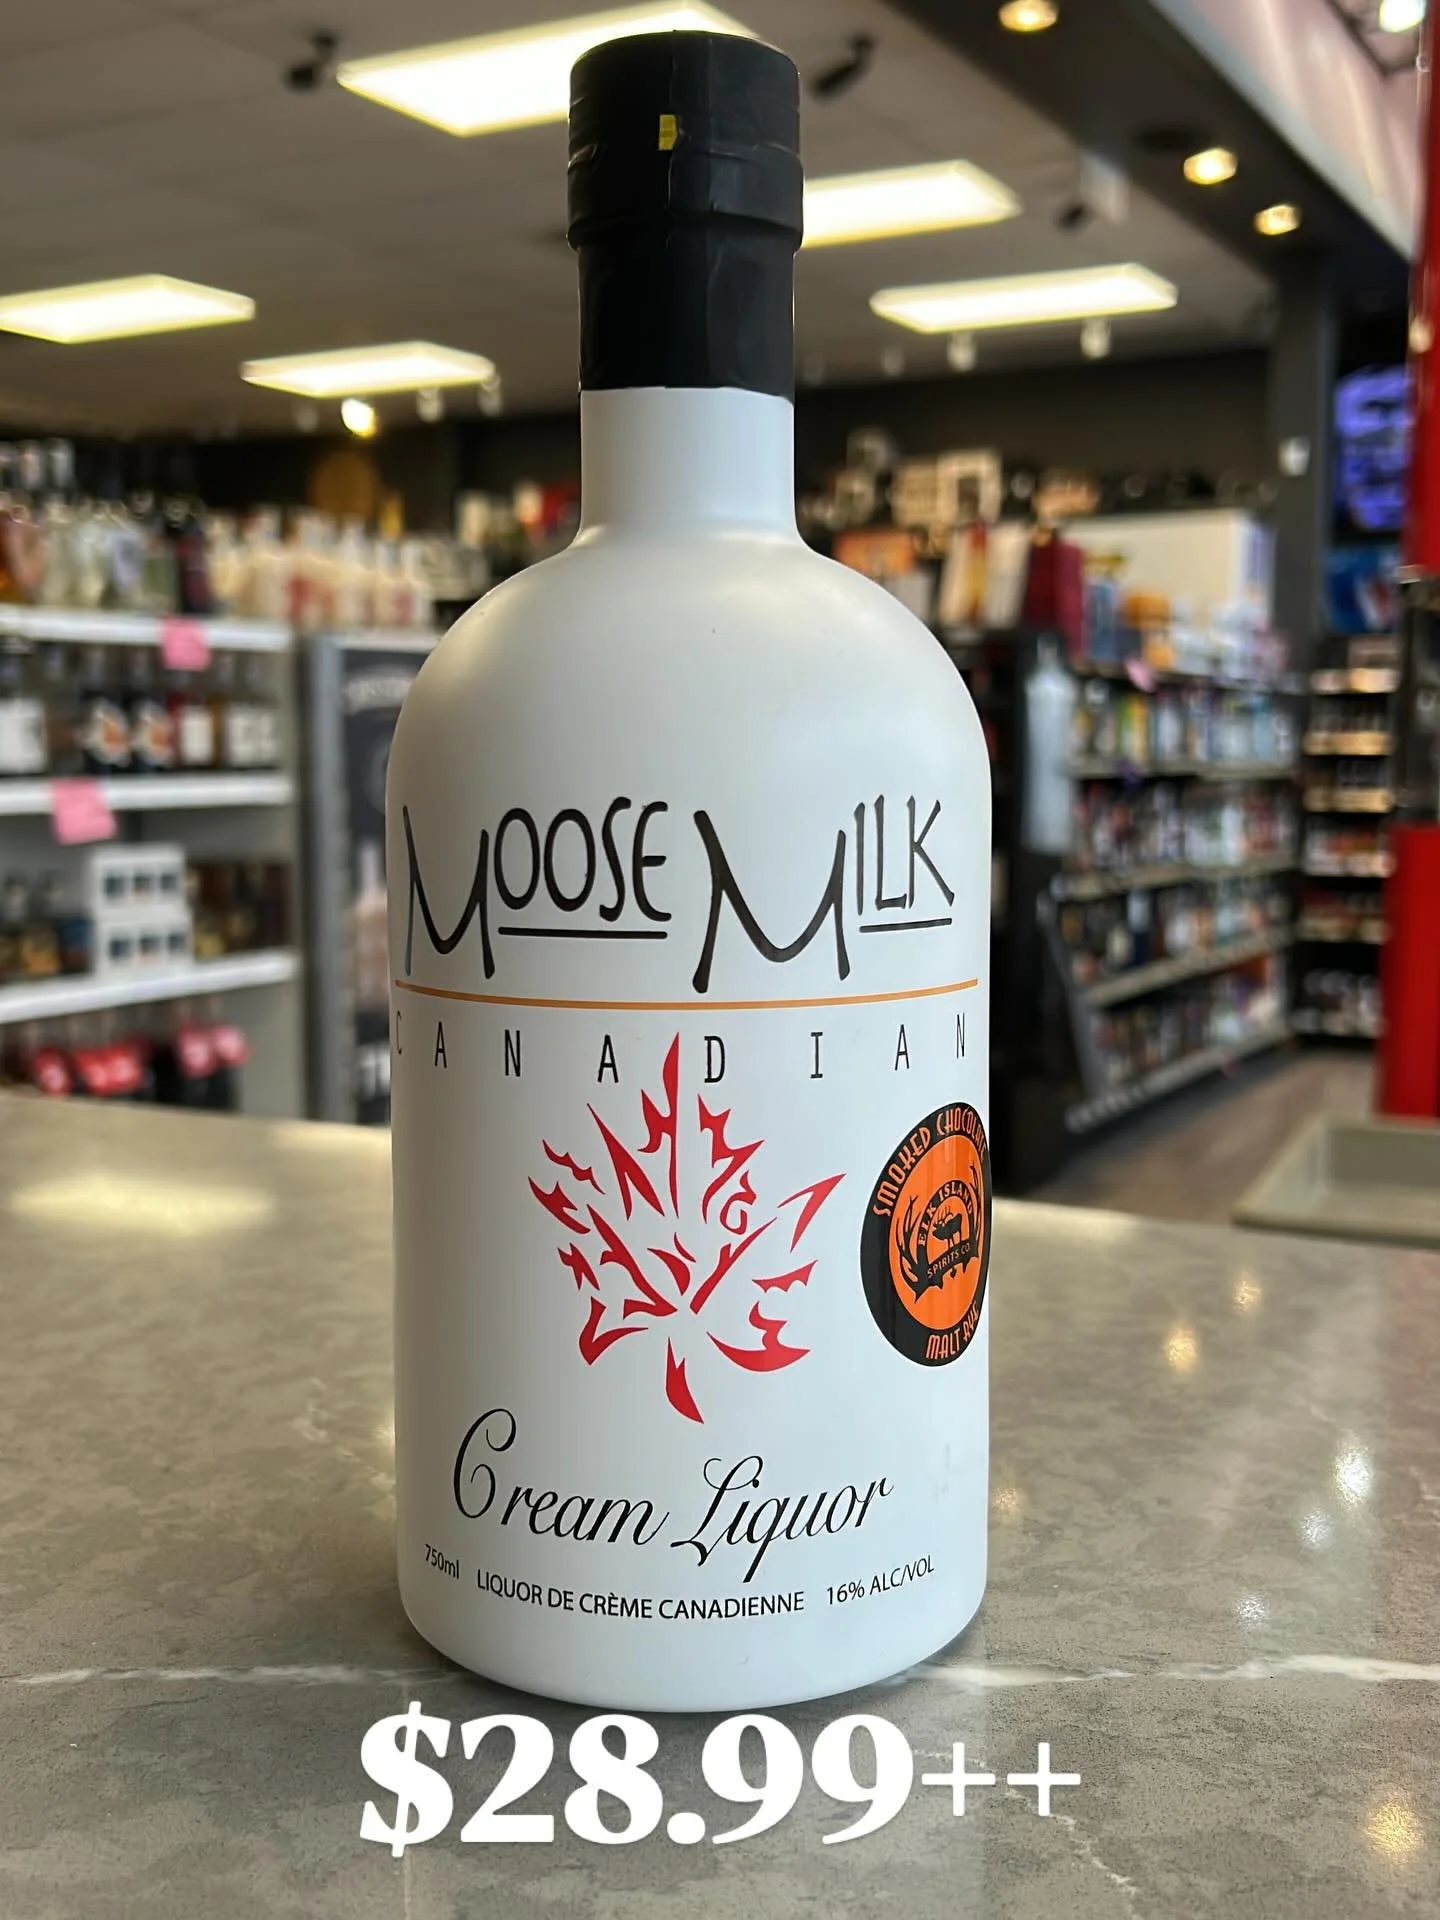 MOOSE MILK
CANADIAN
SMOKED CHOCOLATE
ELK ISLAND
SPIRITS CO.
MALT RYE
Cream Liquor
750ml LIQUOR DE CRÈME CANADIENNE 16% ALC/VOL
$28.99++